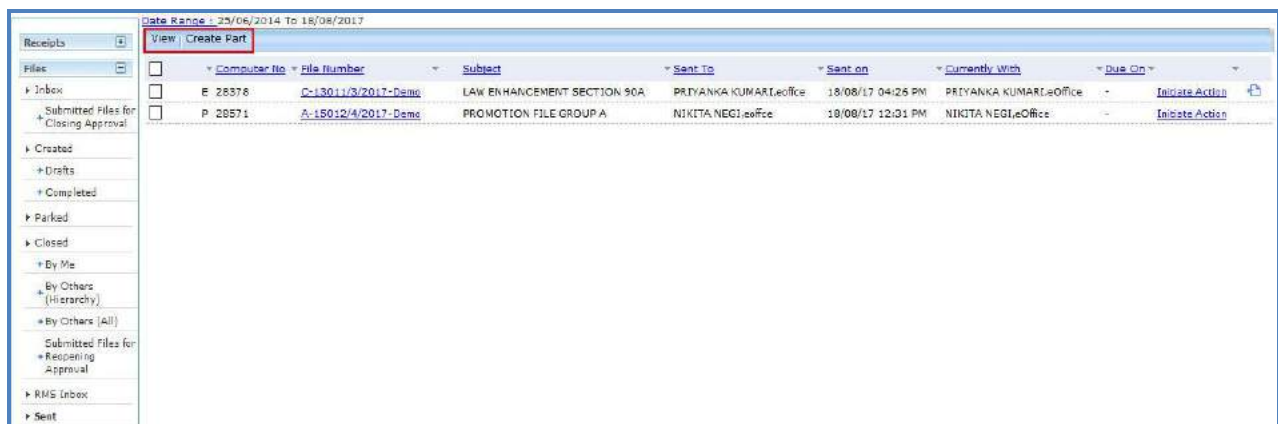 Date Range : 25/06/2014 To 18/08/2017
Receipts
View Create Part
Files
Computer No File Number Subject Sent To Sent on Currently With Due On
Inbox
E 28378 C-13011/3/2017-Demo LAW ENHANCEMENT SECTION 90A PRIYANKA KUMARI,eoffice 18/08/17 04:26 PM PRIYANKA KUMARI,eOffice - Initiate Action
Submitted Files for
Closing Approval
P 28571 A-15012/4/2017-Demo PROMOTION FILE GROUP A NIKITA NEGI,eoffce 18/08/17 12:31 PM NIKITA NEGI,eOffice - Initiate Action
Created
Drafts
Completed
Parked
Closed
By Me
By Others
(Hierarchy)
By Others (All)
Submitted Files for
Reopening
Approval
RMS Inbox
Sent